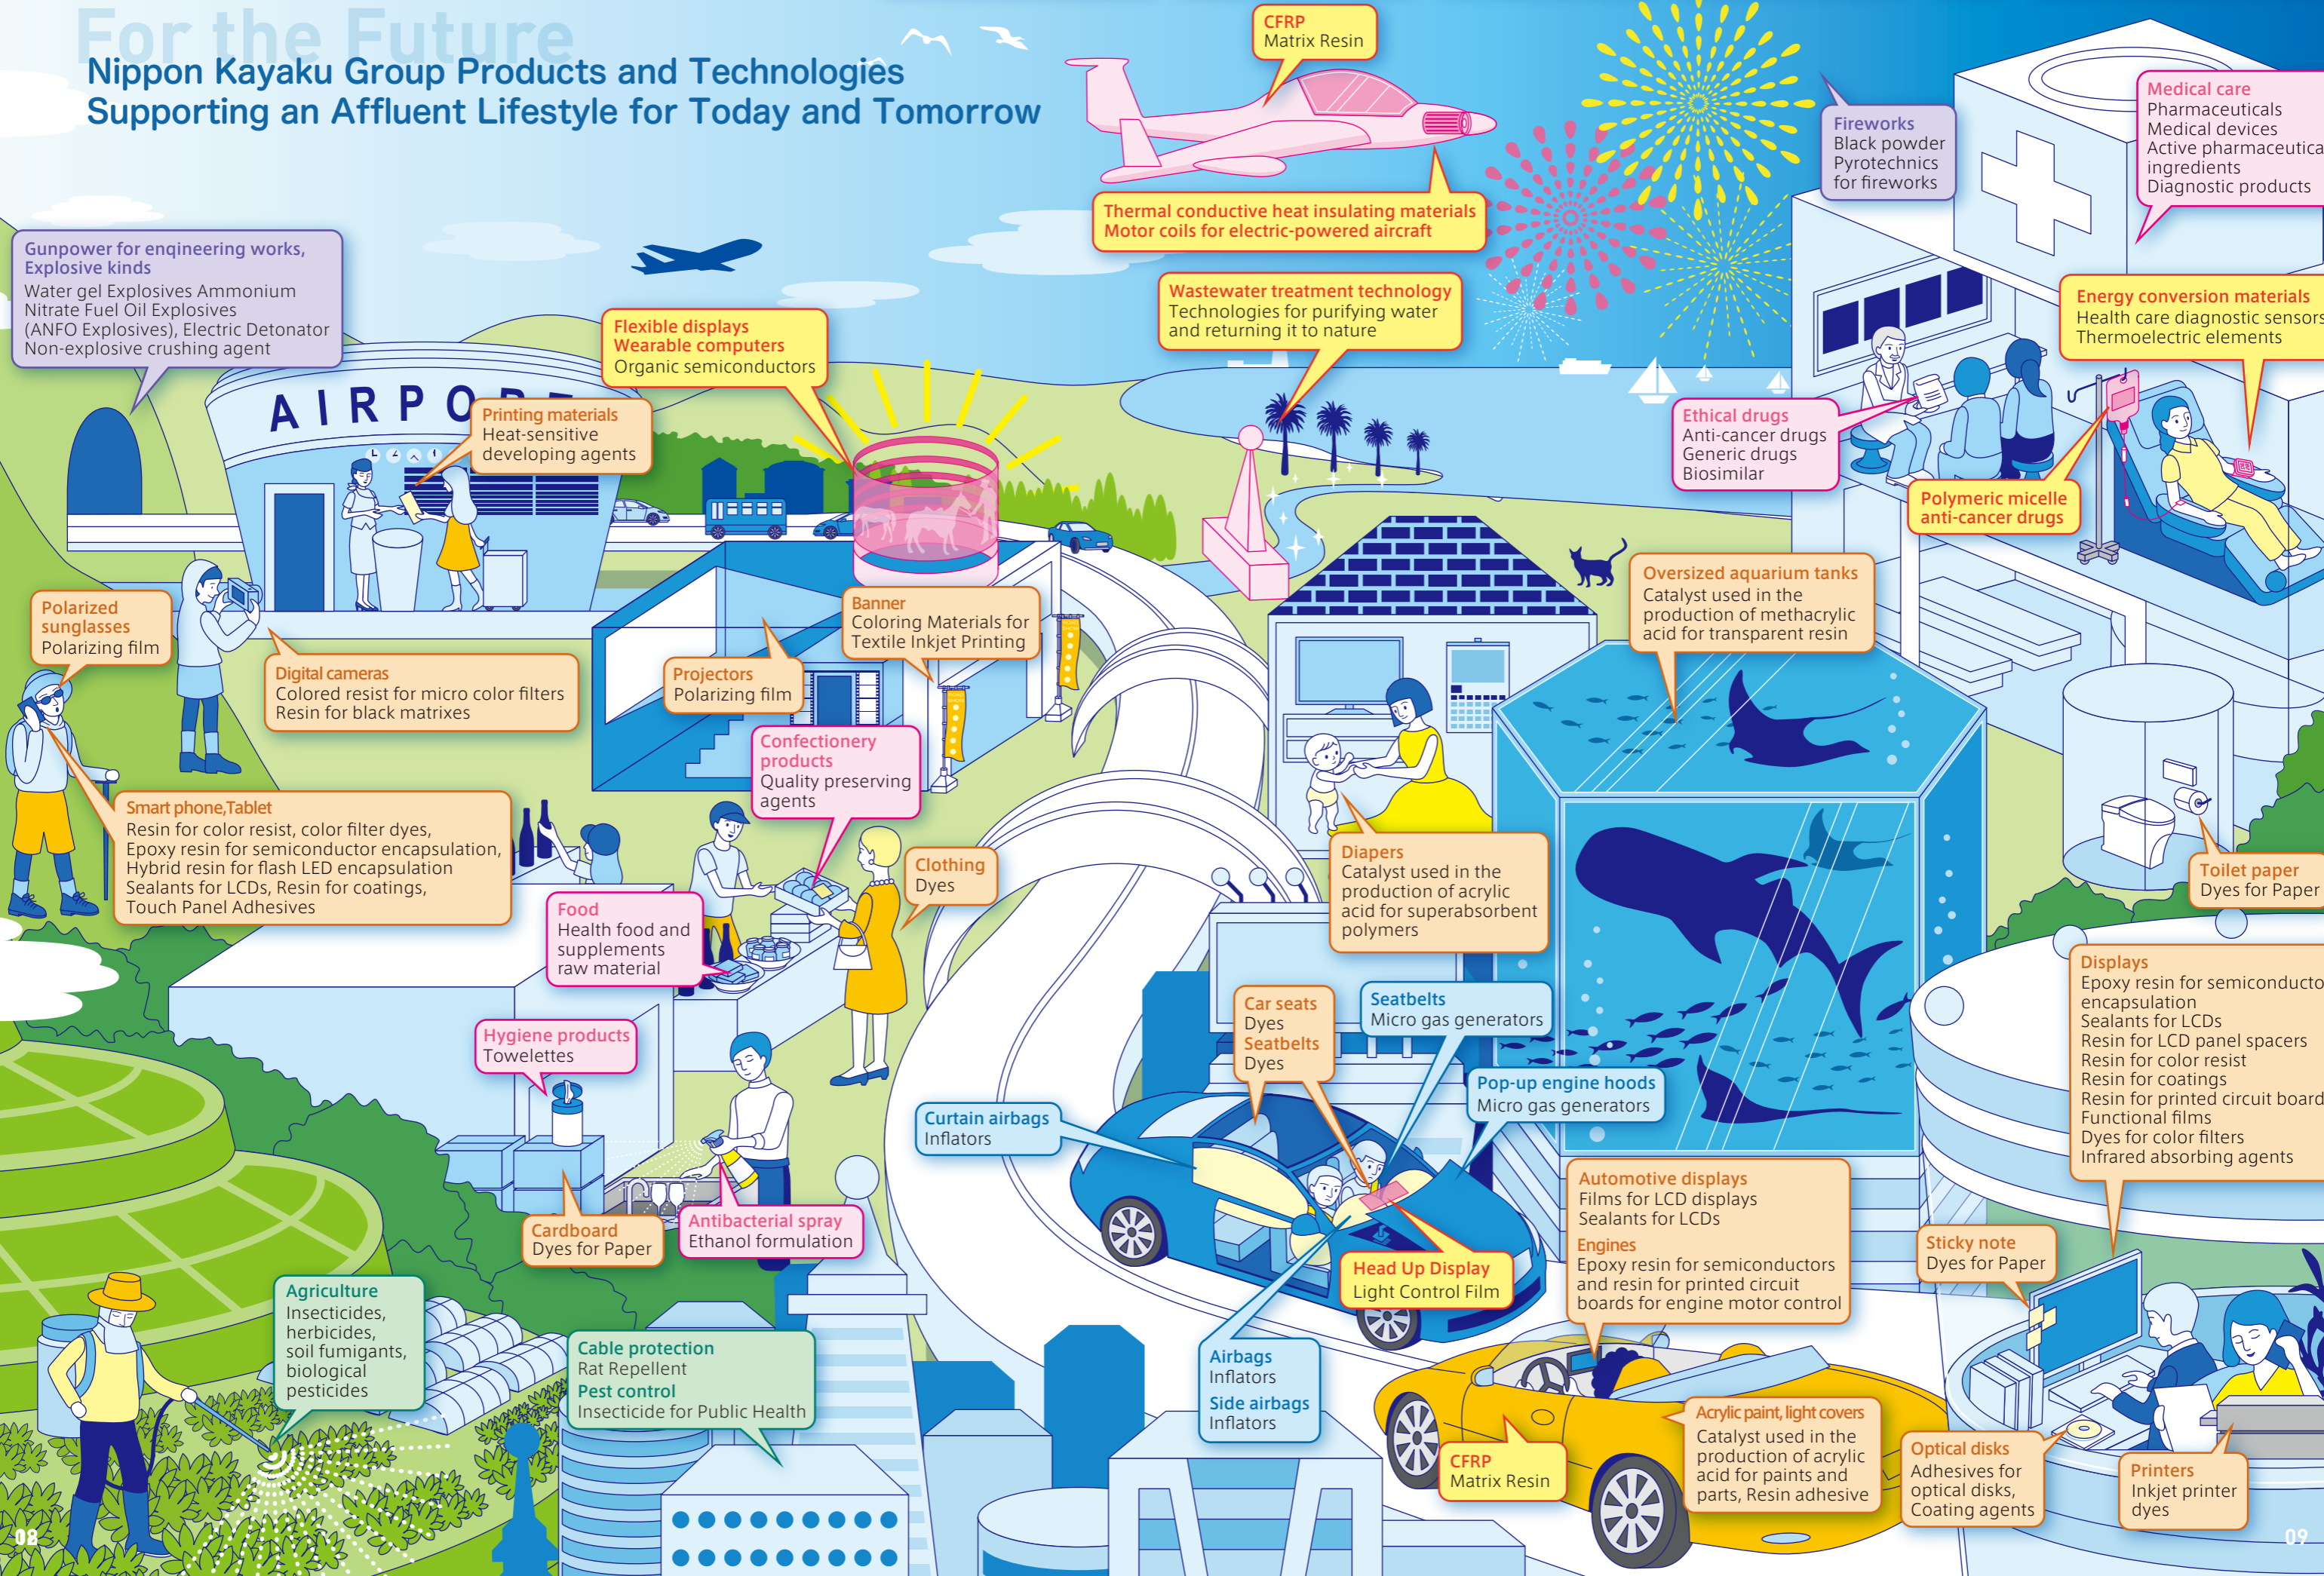 For the Future
Nippon Kayaku Group Products and Technologies
Supporting an Affluent Lifestyle for Today and Tomorrow
CFRP
Matrix Resin
Thermal conductive heat insulating materials
Motor coils for electric-powered aircraft
Fireworks
Black powder
Pyrotechnics
for fireworks
Medical care
Pharmaceuticals
Medical devices
Active pharmaceutica
ingredients
Diagnostic products
Gunpower for enqineering works,
Explosive kinds
Water gel Explosives Ammonium
Nitrate Fuel Oil Explosives
(ANFO Explosives), Electric Detonator
Non-explosive crushing agent
Flexible displays
Wearable computers
Organic semiconductors
Wastewater treatment technology
Technologies for purifying water
and returning it to nature
Energy conversion materials
Health care diagnostic sensors
Thermoelectric elements
AIRPORT
Printing materials
Heat-sensitive
developing agents
Ethical drugs
Anti-cancer drugs
Generic drugs
Biosimilar
Polymeric micelle
anti-cancer drugs
Polarized
sunglasses
Polarizing film
Digital cameras
Colored resist for micro color filters
Resin for black matrixes
Projectors
Polarizing film
Banner
Coloring Materials for
Textile Inkjet Printing
Oversized aquarium tanks
Catalyst used in the
production of methacrylic
acid for transparent resin
Confectionery
products
Quality preserving
agents
Smart phone,Tablet
Resin for color resist, color filter dyes,
Epoxy resin for semiconductor encapsulation,
Hybrid resin for flash LED encapsulation
Sealants for LCDs, Resin for coatings,
Touch Panel Adhesives
Food
Health food and
supplements
raw material
Clothing
Dyes
Diapers
Catalyst used in the
production of acrylic
acid for superabsorbent
polymers
Toilet paper
Dyes for Paper
Hygiene products
Towelettes
Car seats
Dyes
Seatbelts
Dyes
Seatbelts
Micro gas generators
Pop-up engine hoods
Micro gas generators
Curtain airbags
Inflators
Displays
Epoxy resin for semiconducto
encapsulation
Sealants for LCDs
Resin for LCD panel spacers
Resin for color resist
Resin for coatings
Resin for printed circuit board
Functional films
Dyes for color filters
Infrared absorbing agents
Cardboard
Dyes for Paper
Antibacterial spray
Ethanol formulation
Head Up Display
Light Control Film
Automotive displays
Films for LCD displays
Sealants for LCDs
Engines
Epoxy resin for semiconductors
and resin for printed circuit
boards for engine motor control
Sticky note
Dyes for Paper
Agriculture
Insecticides,
herbicides,
soil fumigants,
biological
pesticides
Cable protection
Rat Repellent
Pest control
Insecticide for Public Health
Airbags
Inflators
Side airbags
Inflators
CFRP
Matrix Resin
Acrylic paint, light covers
Catalyst used in the
production of acrylic
acid for paints and
parts, Resin adhesive
Optical disks
Adhesives for
optical disks,
Coating agents
Printers
Inkjet printer
dyes
08
09